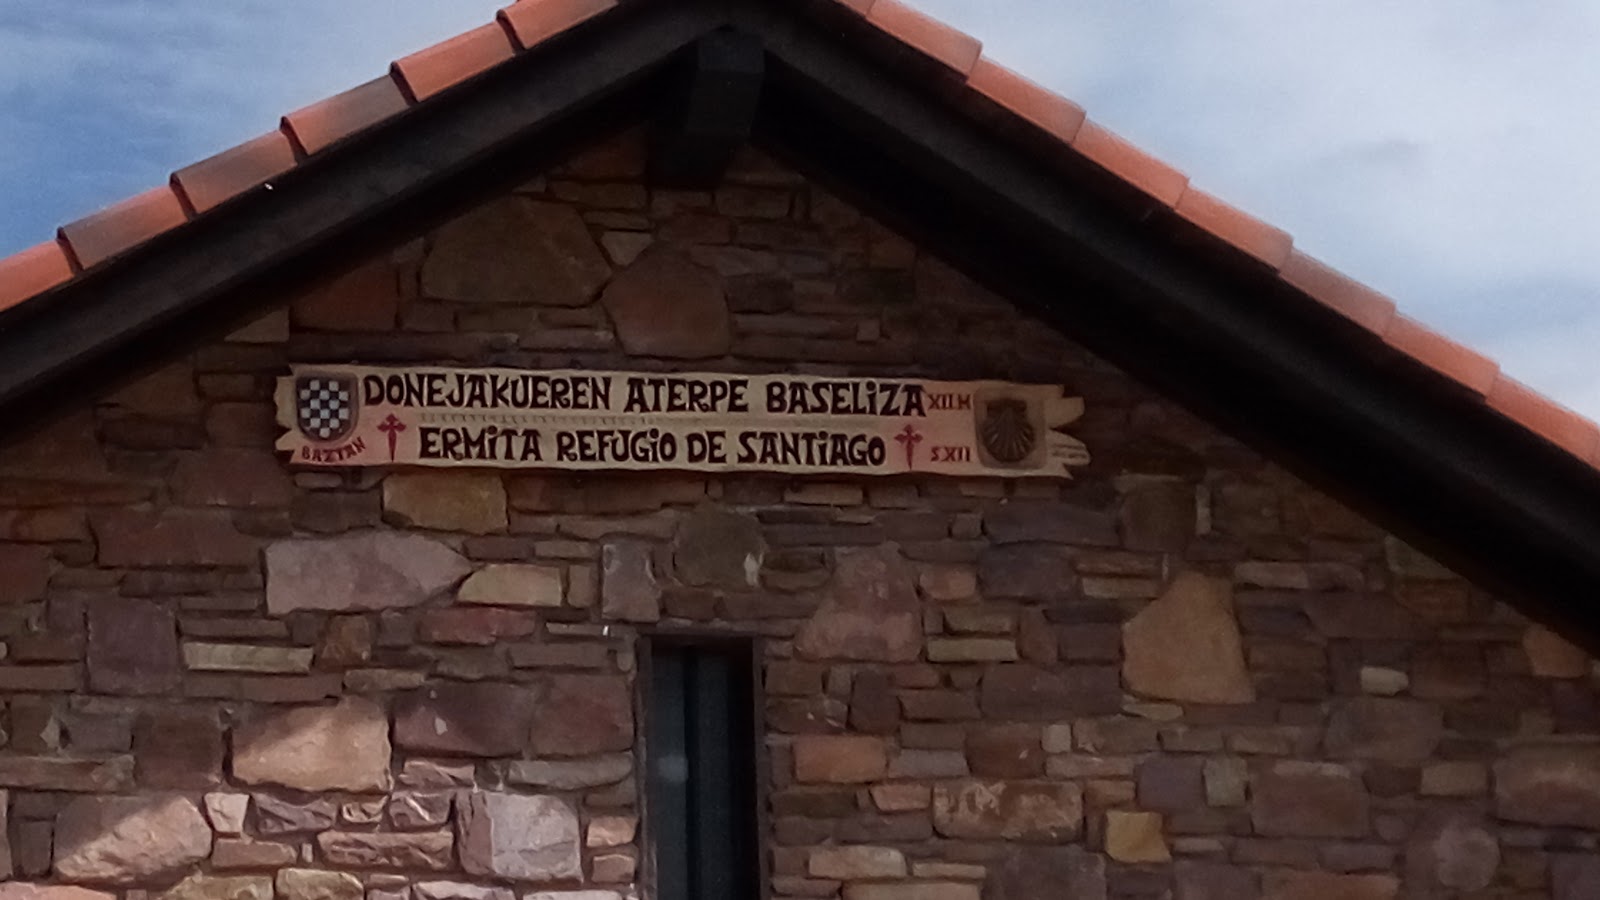 DONEJAKUEREN ATERPE BASELIZA XII.M
BAZTAN ERMITA REFUGIO DE SANTIAGO S.XII